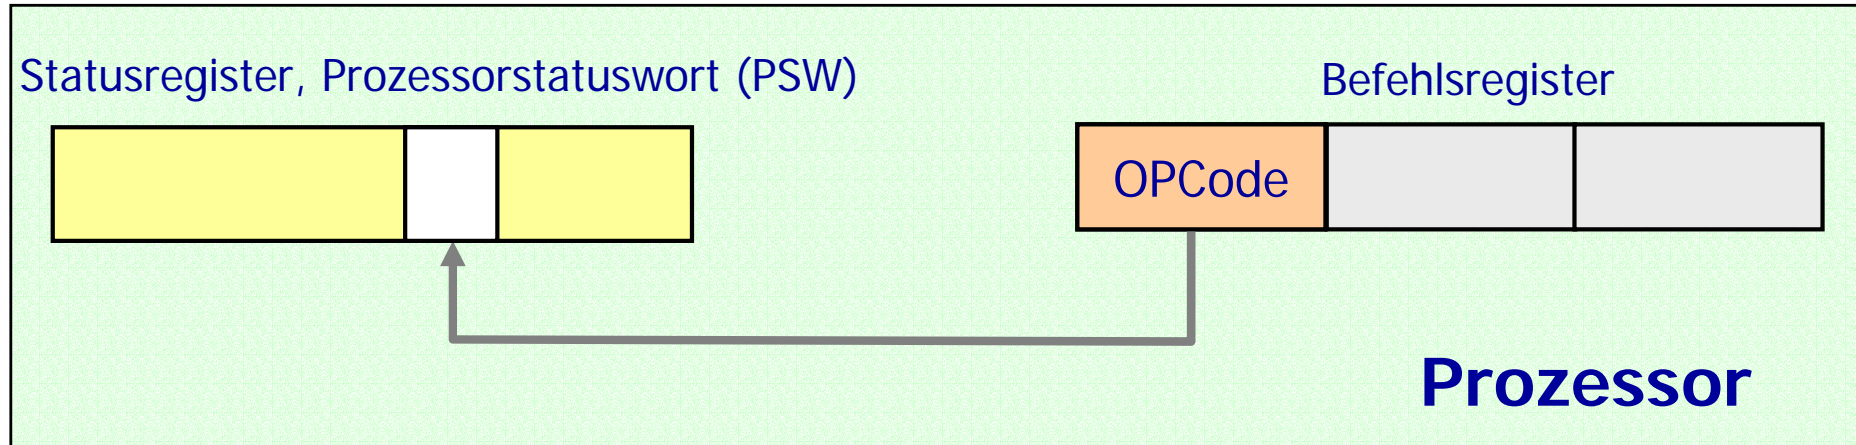 Statusregister, Prozessorstatuswort (PSW)
Befehlsregister
OPCode
Prozessor